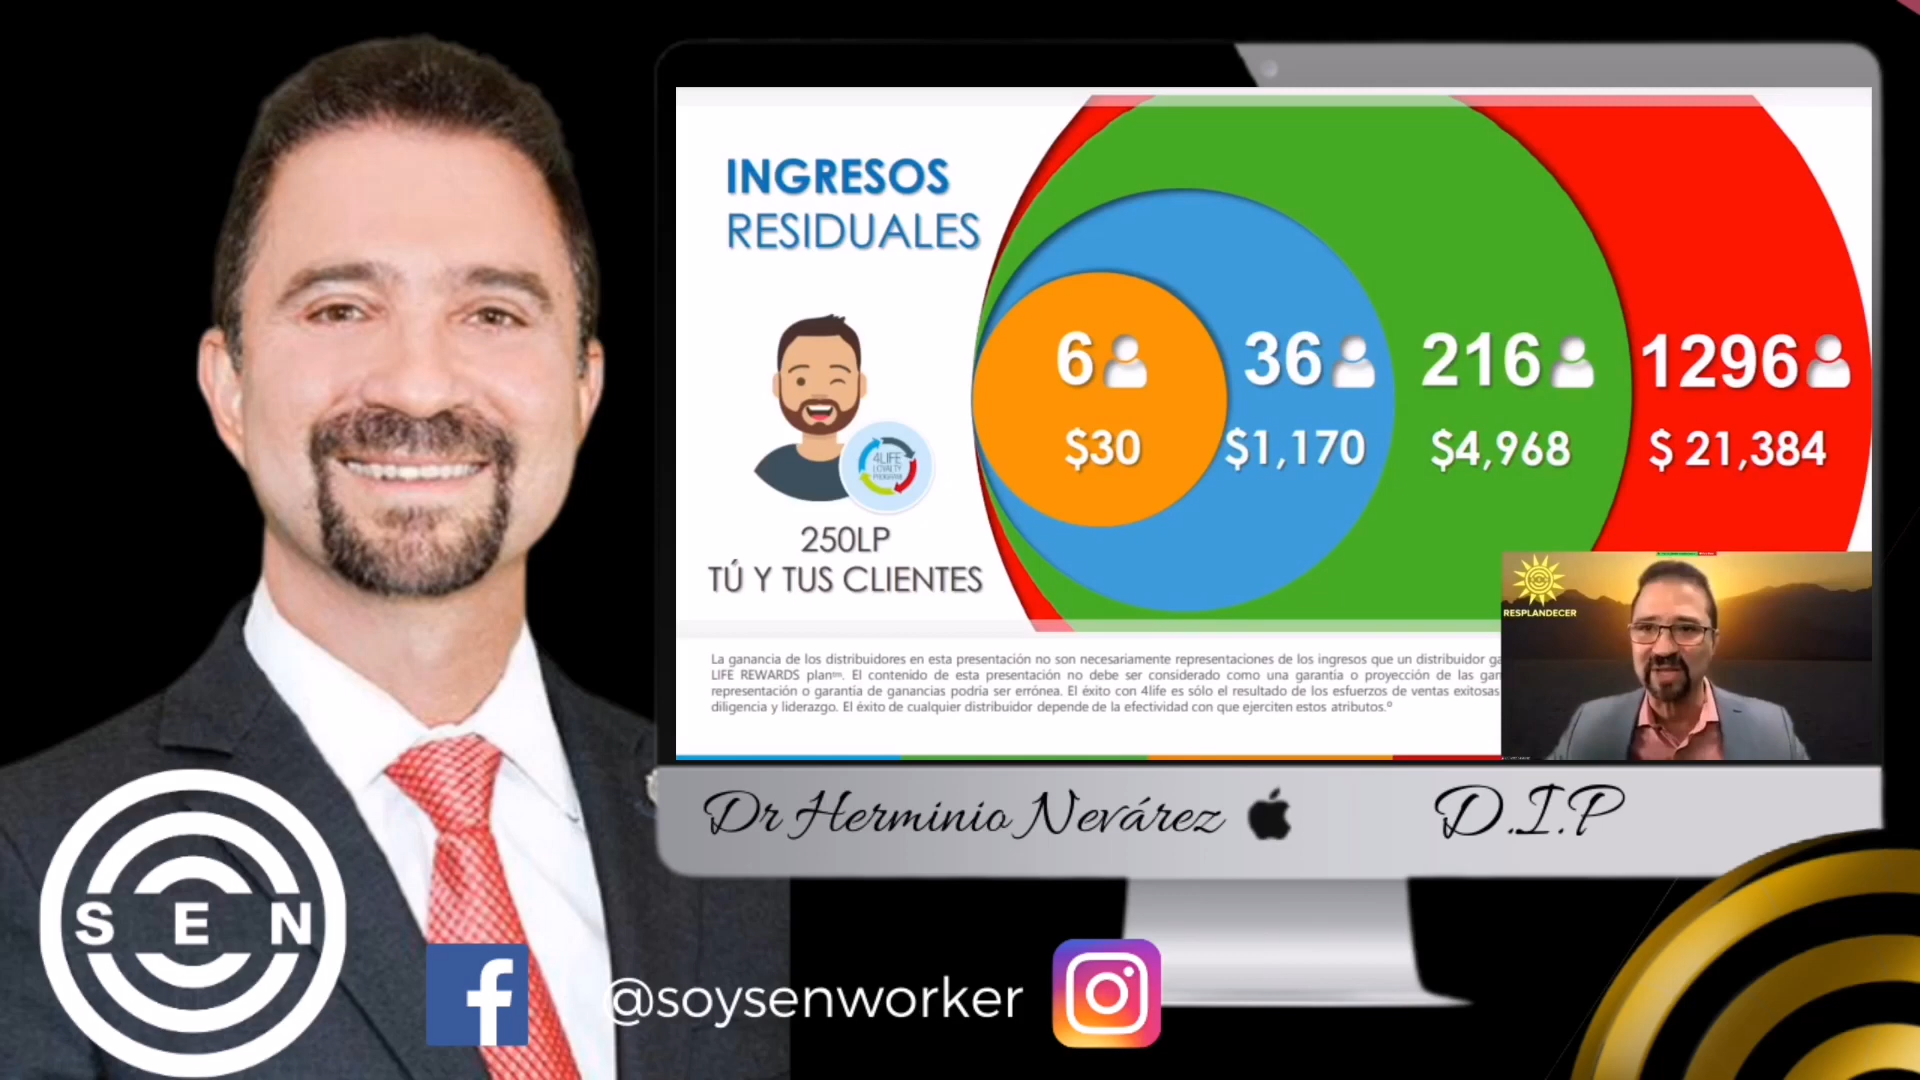 INGRESOS
RESIDUALES
6
36
216
1296
$30
$1,170
$4,968
$ 21,384
4LIFE
LOYALTY
PROGRAM
250LP
TÚ Y TUS CLIENTES
RESPLANDECER
La ganancia de los distribuidores en esta presentación no son necesariamente representaciones de los ingresos que un distribuidor
LIFE REWARDS plan. El contenido de esta presentación no debe ser considerado como una garantía o proyección de las
representación o garantía de ganancias podría ser errónea. El éxito con 4life es sólo el resultado de los esfuerzos de ventas exitosas
diligencia y liderazgo. El éxito de cualquier distribuidor depende de la efectividad con que ejerciten estos atributos.º
Dr Herminio Nevárez
D.I.P
SEN
@soysenworker